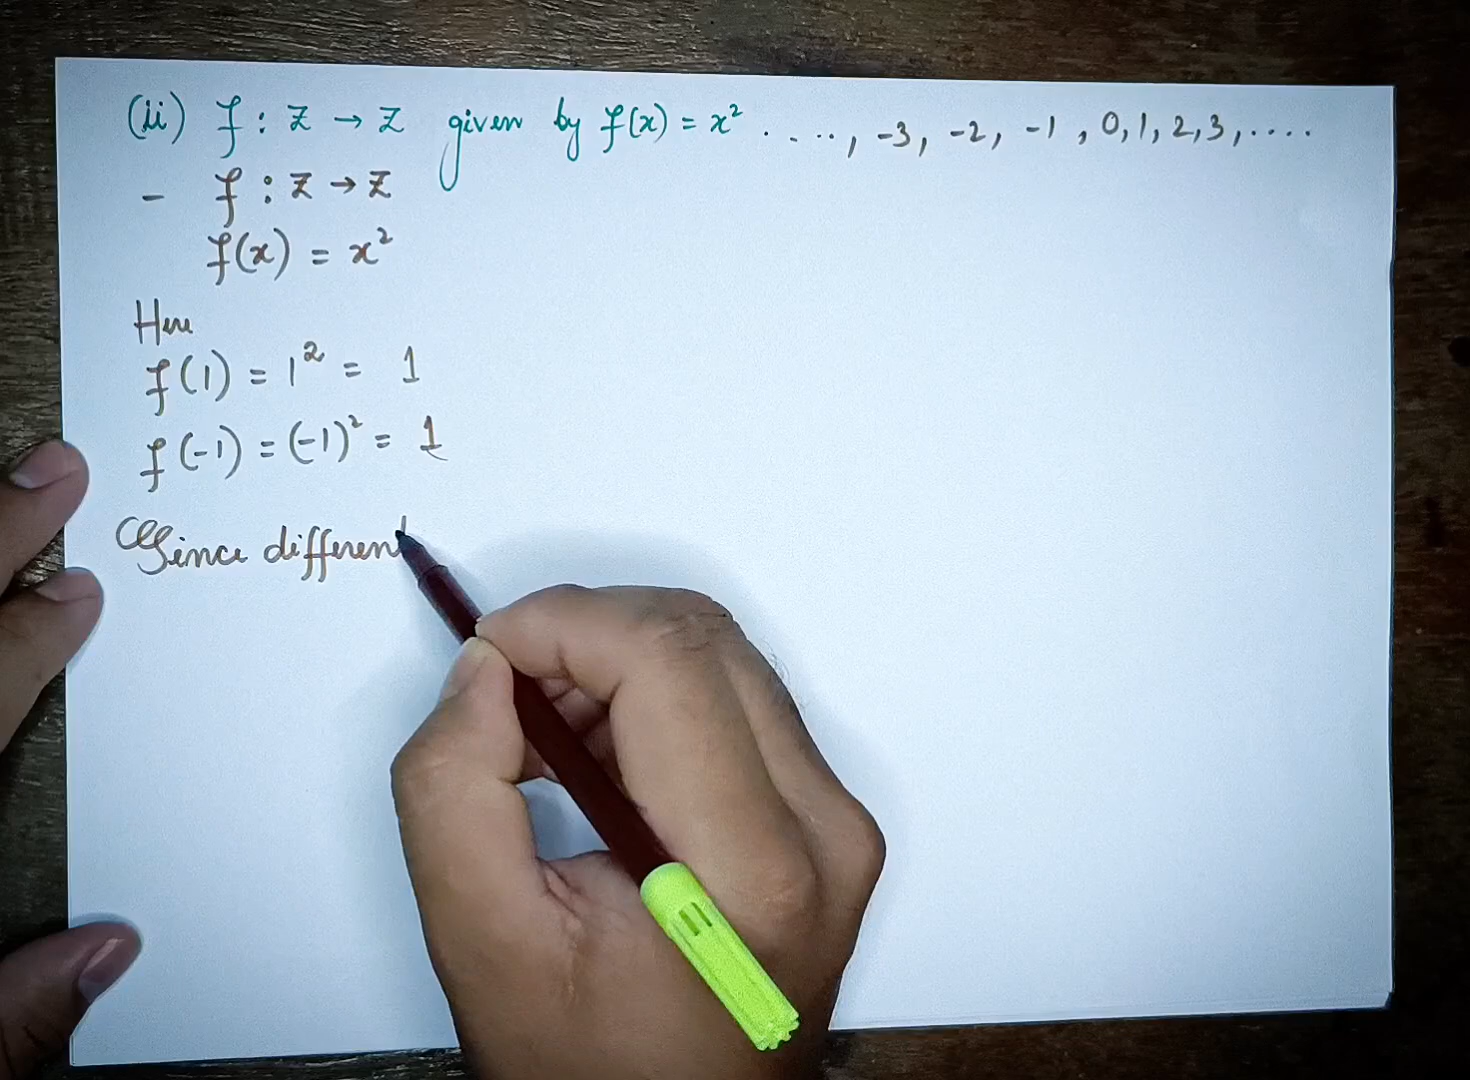 (ii) f : Z → Z given by f(x) = x² . . .. , -3, -2, -1 , 0, 1, 2, 3, ....
- f : Z → Z
f(x) = x²
Here
f(1) = 1² = 1
f(-1) = (-1)² = 1
Since different